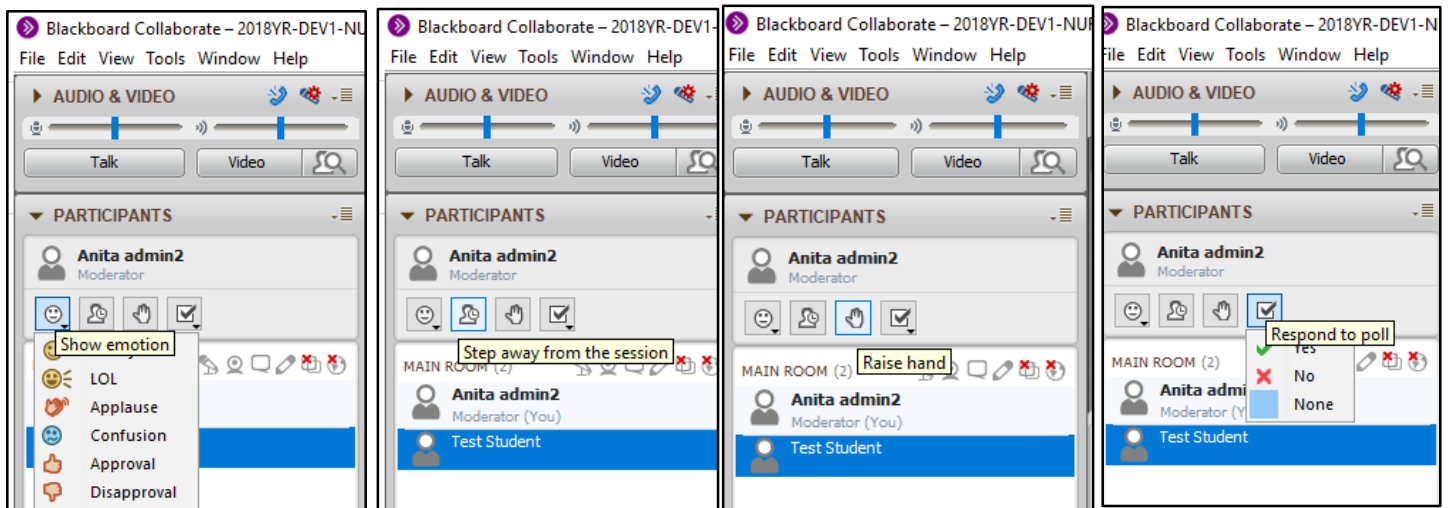 Blackboard Collaborate – 2018YR-DEV1-NU
File Edit View Tools Window Help
AUDIO & VIDEO
Talk Video
PARTICIPANTS
Anita admin2
Moderator
Show emotion
LOL
Applause
Confusion
Approval
Disapproval
Blackboard Collaborate – 2018YR-DEV1-
File Edit View Tools Window Help
AUDIO & VIDEO
Talk Video
PARTICIPANTS
Anita admin2
Moderator
Step away from the session
MAIN ROOM (2)
Anita admin2
Moderator (You)
Test Student
Blackboard Collaborate – 2018YR-DEV1-NUF
File Edit View Tools Window Help
AUDIO & VIDEO
Talk Video
PARTICIPANTS
Anita admin2
Moderator
Raise hand
MAIN ROOM (2)
Anita admin2
Moderator (You)
Test Student
Blackboard Collaborate – 2018YR-DEV1-N
ile Edit View Tools Window Help
AUDIO & VIDEO
Talk Video
PARTICIPANTS
Anita admin2
Moderator
Respond to poll
Yes
MAIN ROOM (2)
No
Anita admi
None
Moderator (Y
Test Student